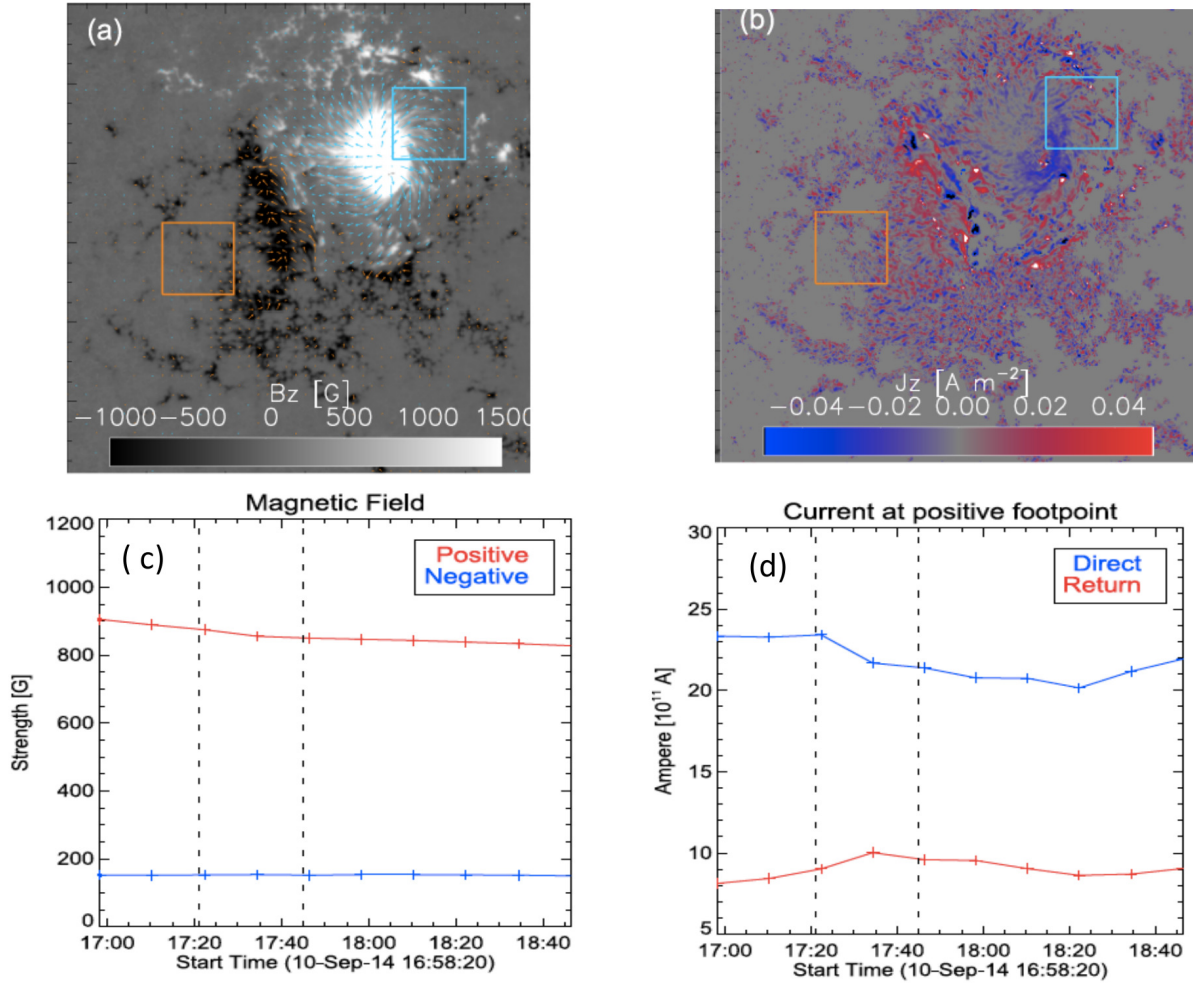 (a)
Bz [G]
−1000 −500 0 500 1000 1500
(b)
Jz [A m⁻²]
−0.04 −0.02 0.00 0.02 0.04
Magnetic Field
( c)
Positive
Negative
1200
1000
800
600
400
200
0
Strength [G]
17:00 17:20 17:40 18:00 18:20 18:40
Start Time (10−Sep−14 16:58:20)
Current at positive footpoint
(d)
Direct
Return
30
25
20
15
10
5
Ampere [10¹¹ A]
17:00 17:20 17:40 18:00 18:20 18:40
Start Time (10−Sep−14 16:58:20)